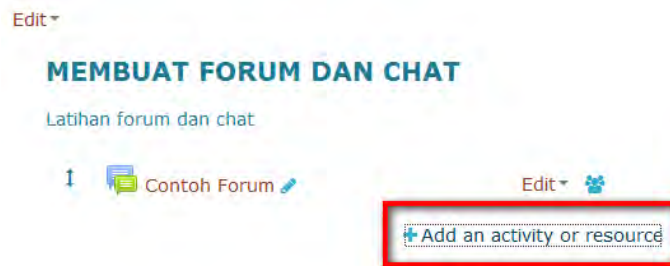 Edit
MEMBUAT FORUM DAN CHAT
Latihan forum dan chat
Contoh Forum Edit
+Add an activity or resource